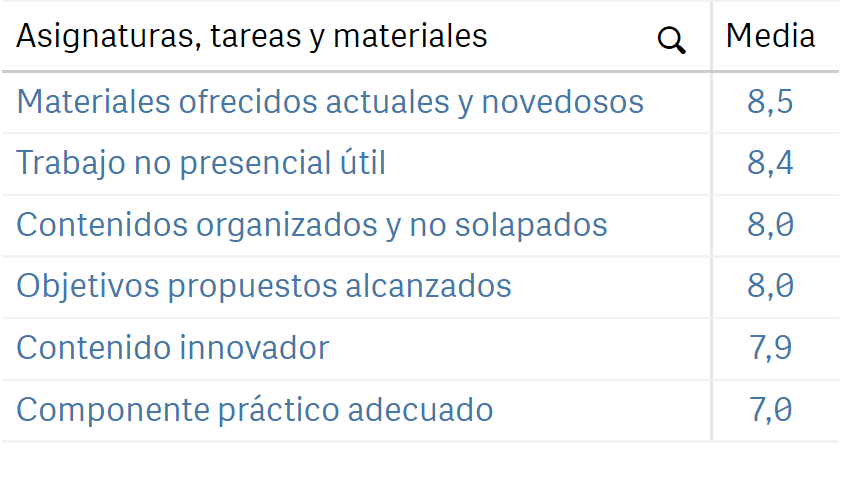 Asignaturas, tareas y materiales Media
Materiales ofrecidos actuales y novedosos 8,5
Trabajo no presencial útil 8,4
Contenidos organizados y no solapados 8,0
Objetivos propuestos alcanzados 8,0
Contenido innovador 7,9
Componente práctico adecuado 7,0